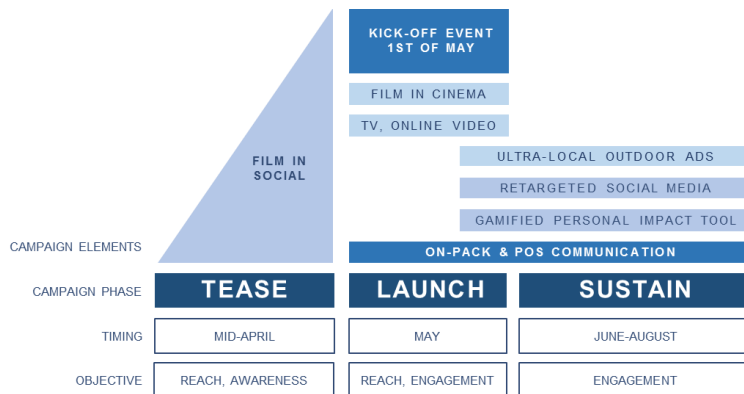 KICK-OFF EVENT
1ST OF MAY
FILM IN CINEMA
TV, ONLINE VIDEO
FILM IN
SOCIAL
ULTRA-LOCAL OUTDOOR ADS
RETARGETED SOCIAL MEDIA
GAMIFIED PERSONAL IMPACT TOOL
CAMPAIGN ELEMENTS
ON-PACK & POS COMMUNICATION
CAMPAIGN PHASE TEASE LAUNCH SUSTAIN
TIMING MID-APRIL MAY JUNE-AUGUST
OBJECTIVE REACH, AWARENESS REACH, ENGAGEMENT ENGAGEMENT